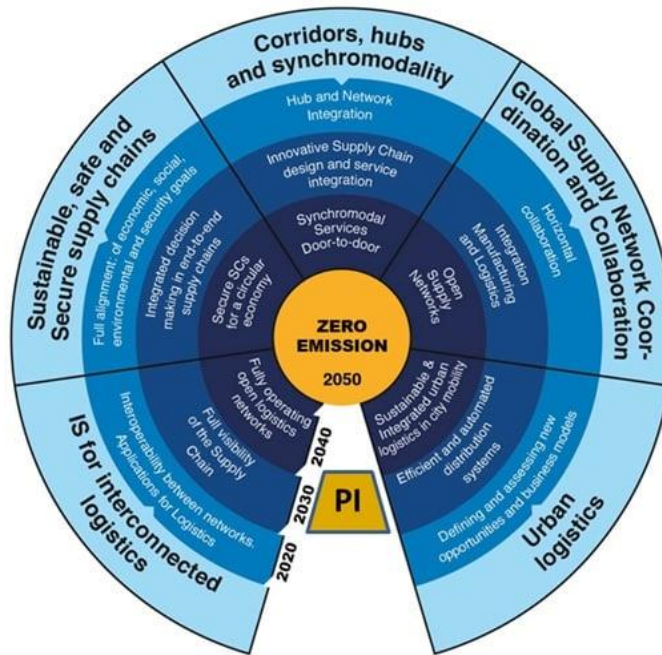 Corridors, hubs
and synchromodality
Hub and Network
Integration
Innovative Supply Chain
design and service
integration
Synchromodal
Services
Door-to-door
Global Supply Network Coor-
dination and Collaboration
Horizontal
collaboration
Integration
Manufacturing
and Logistics
Open
Supply
Networks
Urban
logistics
Defining and assessing new
opportunities and business models
Efficient and automated
distribution
systems
Sustainable &
Integrated urban
logistics in city mobility
IS for interconnected
logistics
Interoperability between networks.
Applications for Logistics
Full visibility
of the Supply
Chain
Fully operating
open logistics
networks
Sustainable, safe and
Secure supply chains
Full alignment: of economic, social,
environmental and security goals
Integrated decision
making in end-to-end
supply chains
Secure SCs
for a circular
economy
ZERO
EMISSION
2050
2040
2030
2020
PI